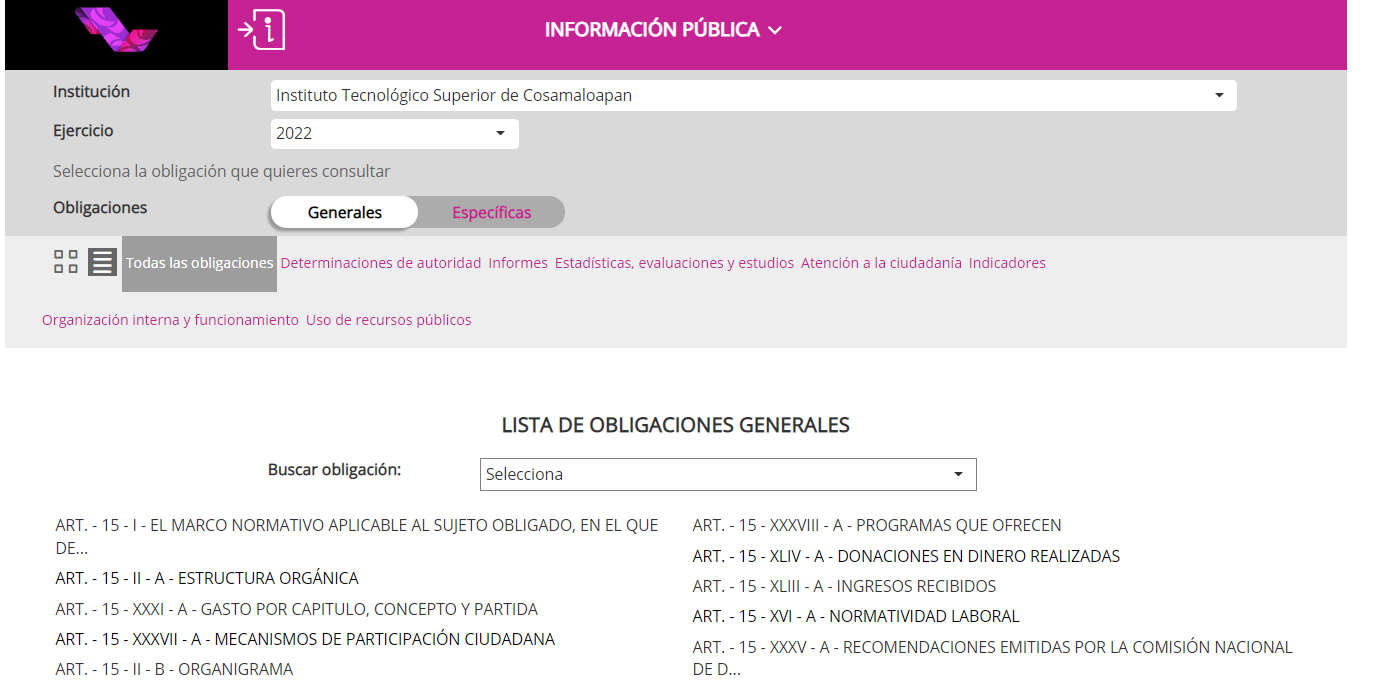 INFORMACIÓN PÚBLICA
Institución
Instituto Tecnológico Superior de Cosamaloapan
Ejercicio
2022
Selecciona la obligación que quieres consultar
Obligaciones
Generales
Específicas
Todas las obligaciones Determinaciones de autoridad Informes Estadísticas, evaluaciones y estudios Atención a la ciudadanía Indicadores
Organización interna y funcionamiento Uso de recursos públicos
LISTA DE OBLIGACIONES GENERALES
Buscar obligación:
Selecciona
ART. - 15 - I - EL MARCO NORMATIVO APLICABLE AL SUJETO OBLIGADO, EN EL QUE
DE...
ART. - 15 - II - A - ESTRUCTURA ORGÁNICA
ART. - 15 - XXXI - A - GASTO POR CAPITULO, CONCEPTO Y PARTIDA
ART. - 15 - XXXVII - A - MECANISMOS DE PARTICIPACIÓN CIUDADANA
ART. - 15 - II - B - ORGANIGRAMA
ART. - 15 - XXXVIII - A - PROGRAMAS QUE OFRECEN
ART. - 15 - XLIV - A - DONACIONES EN DINERO REALIZADAS
ART. - 15 - XLIII - A - INGRESOS RECIBIDOS
ART. - 15 - XVI - A - NORMATIVIDAD LABORAL
ART. - 15 - XXXV - A - RECOMENDACIONES EMITIDAS POR LA COMISIÓN NACIONAL
DE D...